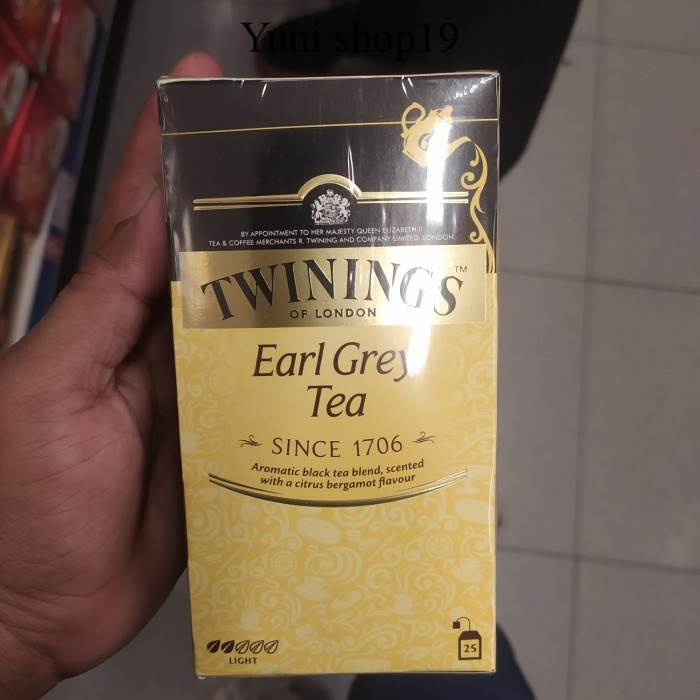 Yuni shop19
BY APPOINTMENT TO HER MAJESTY QUEEN ELIZABETH II
TEA & COFFEE MERCHANTS R. TWINING AND COMPANY LIMITED, LONDON
TWININGS™
OF LONDON
Earl Grey
Tea
SINCE 1706
Aromatic black tea blend, scented
with a citrus bergamot flavour
LIGHT
25